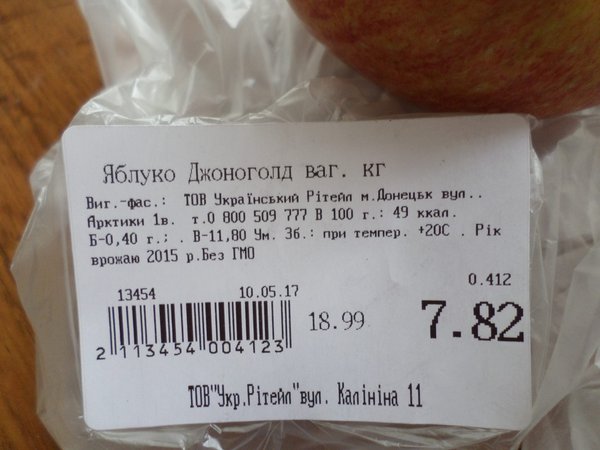 Яблуко Джоноголд ваг. кг
Виг.-фас.: ТОВ Український Рітейл м.Донецьк вул..
Арктики 1в. т.0 800 509 777 В 100 г.: 49 ккал.
Б-0,40 г.; . В-11,80 Ум. Зб.: при темпер. +20С . Рік
врожаю 2015 р.Без ГМО
0.412
13454 10.05.17
18.99 7.82
2 113454 004123
ТОВ"Укр.Рітейл"вул. Калініна 11